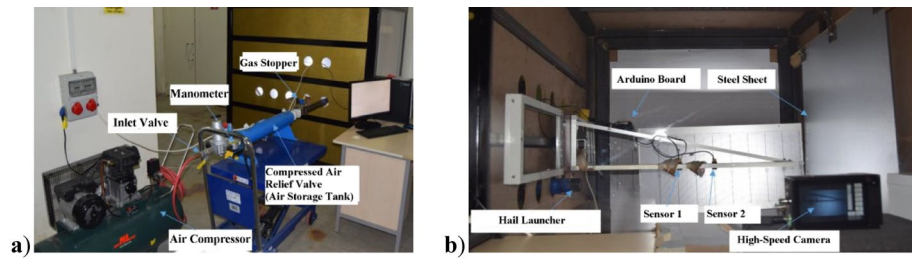 Gas Stopper
Manometer
Inlet Valve
Compressed Air
Relief Valve
(Air Storage Tank)
Air Compressor
a)
Arduino Board
Steel Sheet
Hail Launcher
Sensor 1
Sensor 2
High-Speed Camera
b)